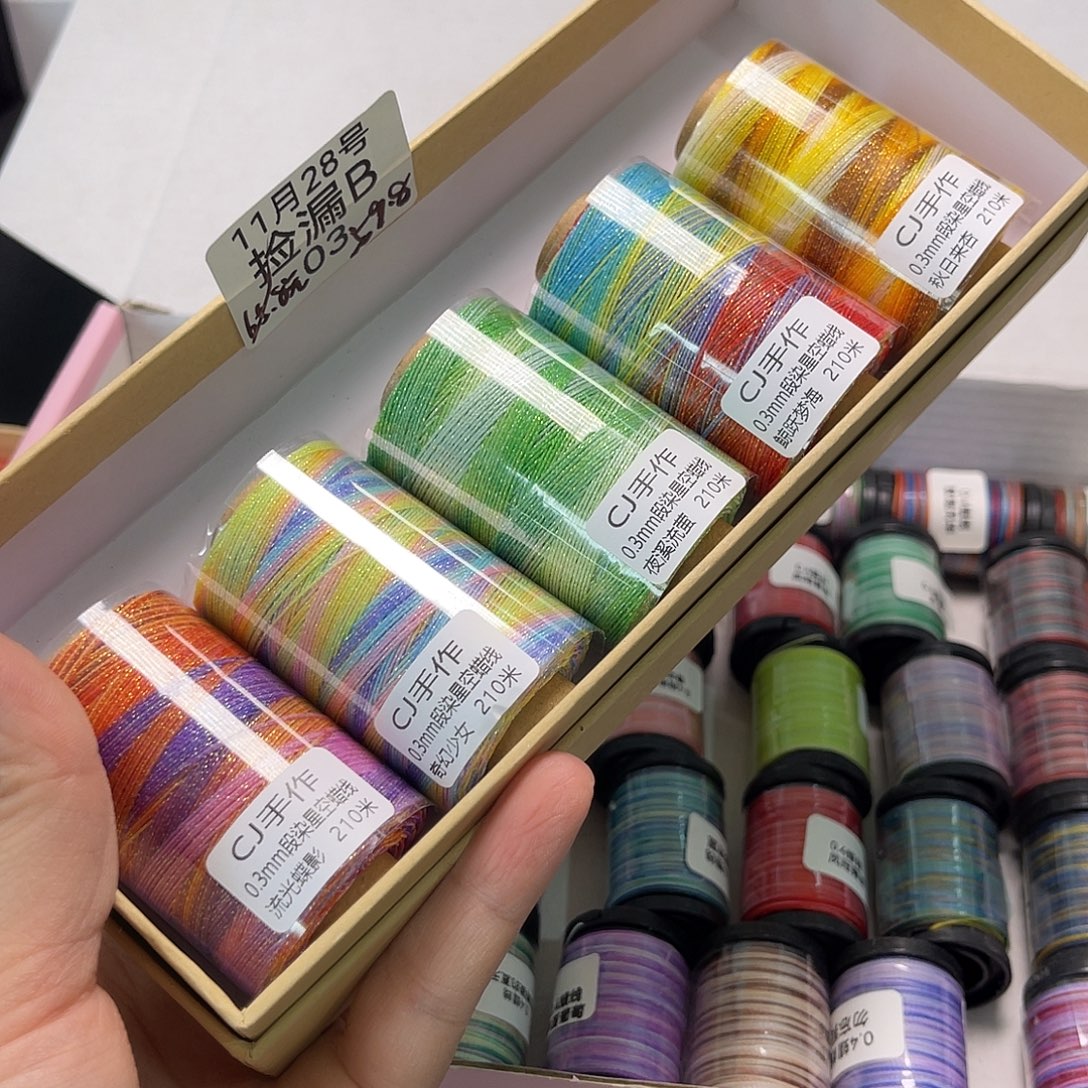 11月28号
捡漏B
03
CJ手作
0.3mm段染星空蜡线
秋日来杏 210米
CJ手作
0.3mm段染星空蜡线
鲸跃梦海 210米
CJ手作
0.3mm段染星空蜡线
夜溪流萤 210米
CJ手作
0.3mm段染星空蜡线
奇幻少女 210米
CJ手作
0.3mm段染星空蜡线
流光蝶影 210米